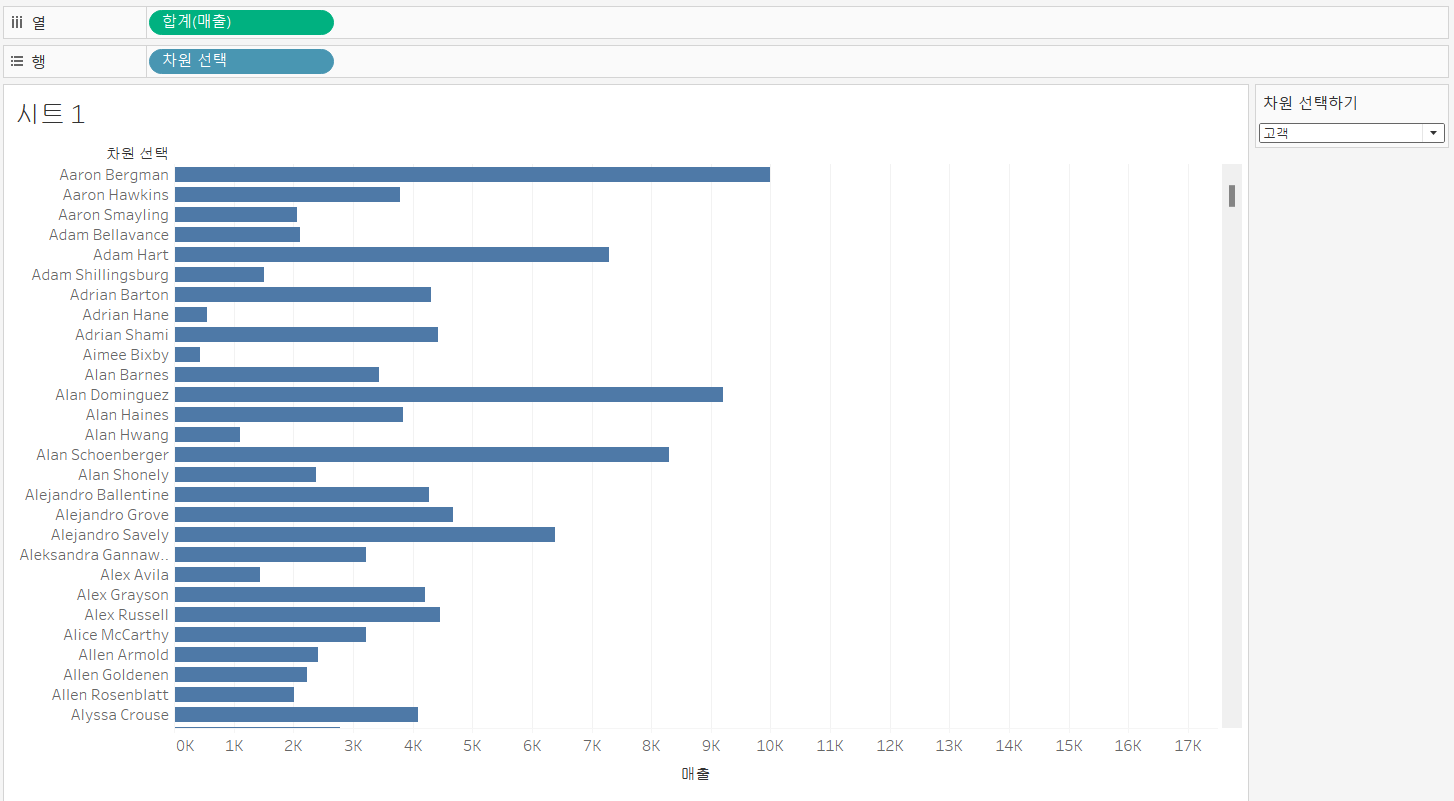 열 합계(매출)
행 차원 선택
시트 1
차원 선택하기
고객
차원 선택
Aaron Bergman
Aaron Hawkins
Aaron Smayling
Adam Bellavance
Adam Hart
Adam Shillingsburg
Adrian Barton
Adrian Hane
Adrian Shami
Aimee Bixby
Alan Barnes
Alan Dominguez
Alan Haines
Alan Hwang
Alan Schoenberger
Alan Shonely
Alejandro Ballentine
Alejandro Grove
Alejandro Savely
Aleksandra Gannaw..
Alex Avila
Alex Grayson
Alex Russell
Alice McCarthy
Allen Armold
Allen Goldenen
Allen Rosenblatt
Alyssa Crouse
0K 1K 2K 3K 4K 5K 6K 7K 8K 9K 10K 11K 12K 13K 14K 15K 16K 17K
매출